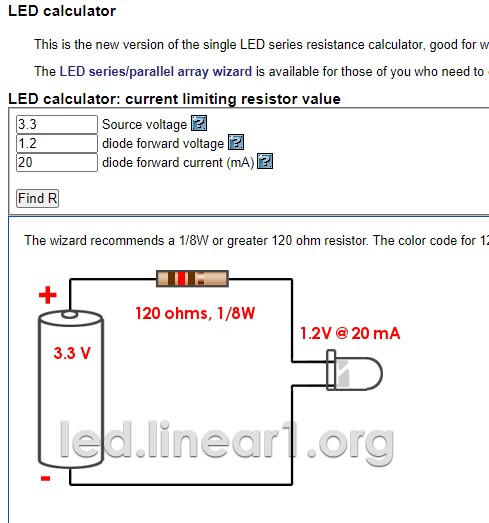 LED calculator
This is the new version of the single LED series resistance calculator, good for w
The LED series/parallel array wizard is available for those of you who need to
LED calculator: current limiting resistor value
3.3 Source voltage ?
1.2 diode forward voltage ?
20 diode forward current (mA) ?
Find R
The wizard recommends a 1/8W or greater 120 ohm resistor. The color code for 12
+
120 ohms, 1/8W
1.2V @ 20 mA
3.3 V
led.linear1.org
-